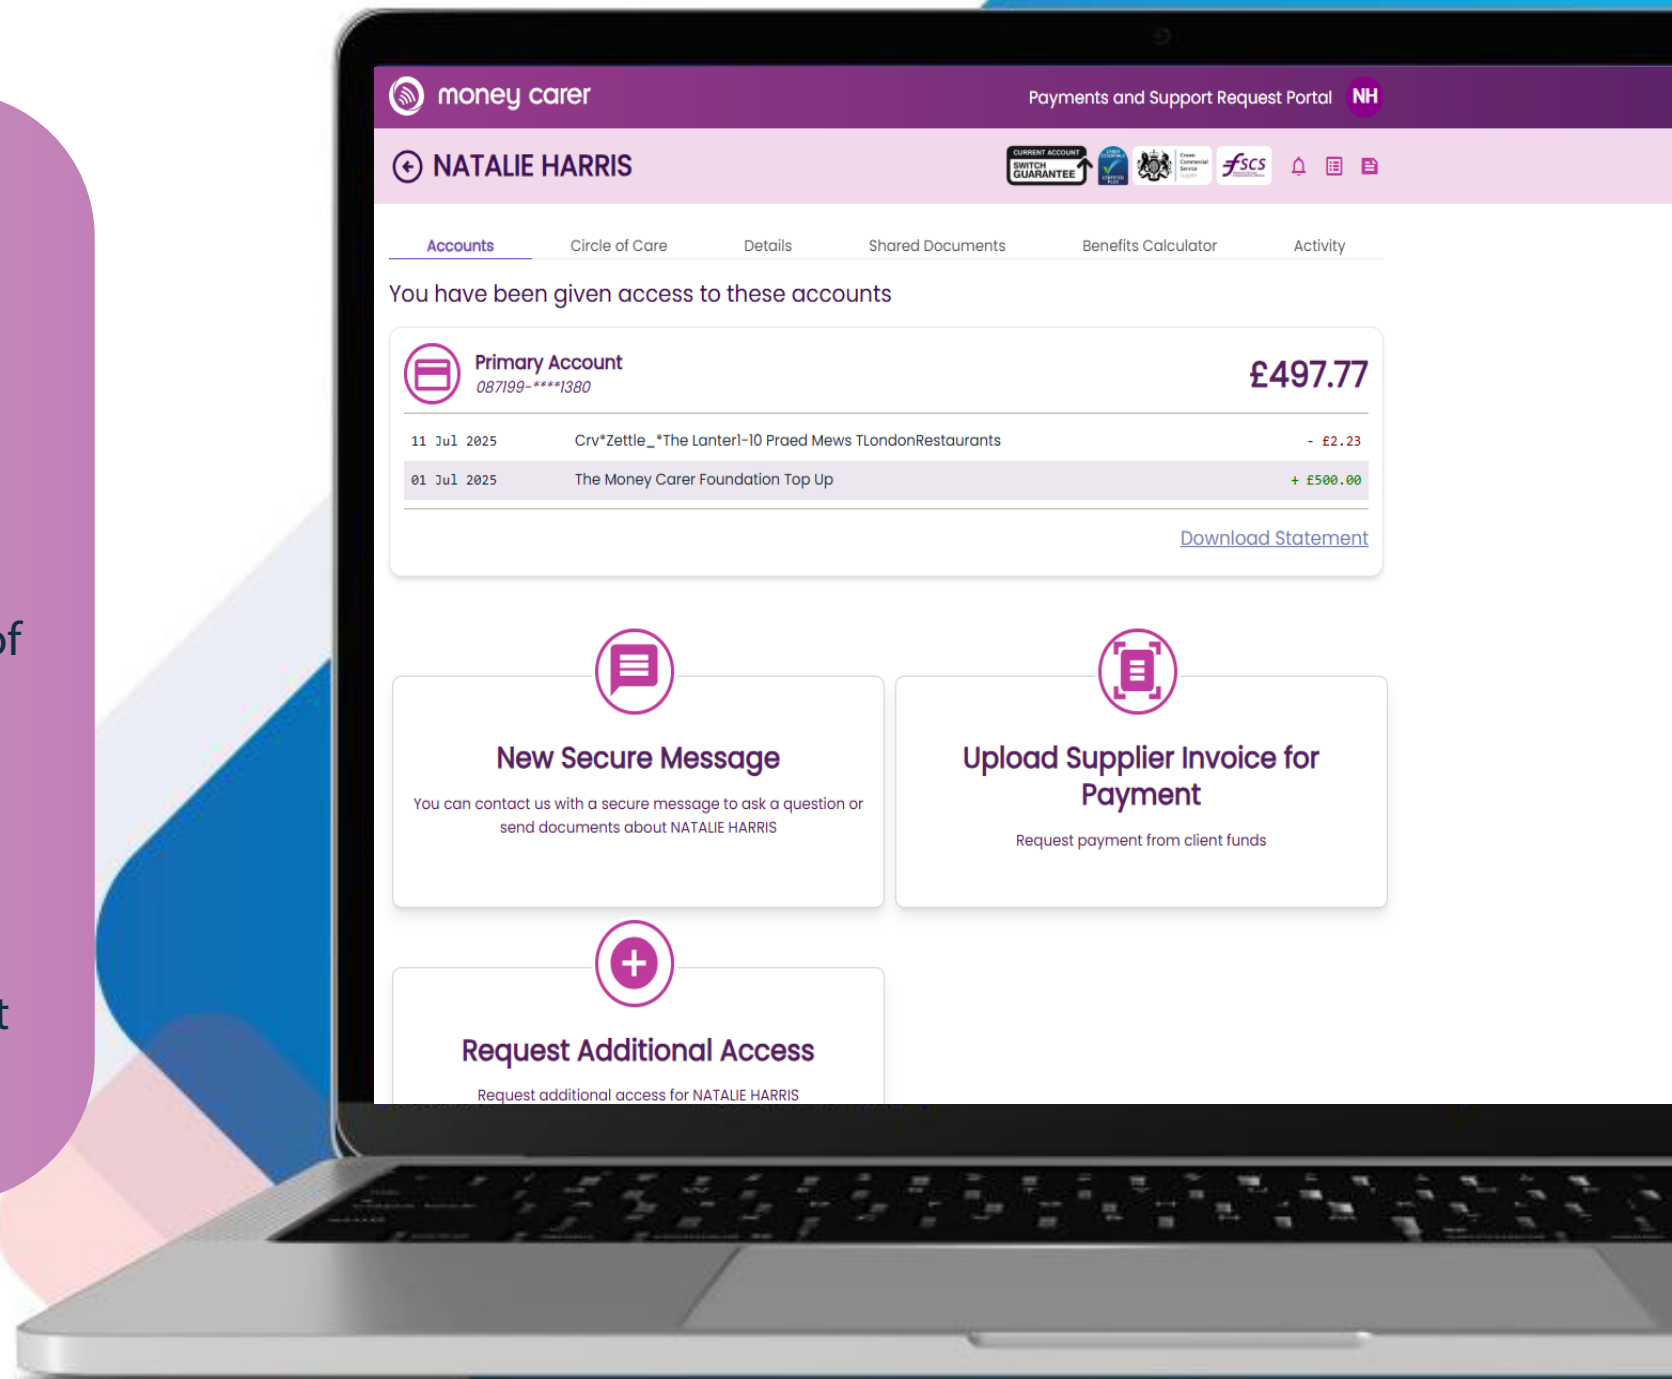 money carer
Payments and Support Request Portal NH
NATALIE HARRIS
CURRENT ACCOUNT
SWITCH
GUARANTEE
Crown
Commercial
Service
Supplier
fscs
Accounts Circle of Care Details Shared Documents Benefits Calculator Activity
You have been given access to these accounts
Primary Account
087199-****1380
£497.77
11 Jul 2025 Crv*Zettle_*The Lanter1-10 Praed Mews TLondonRestaurants - £2.23
01 Jul 2025 The Money Carer Foundation Top Up + £500.00
Download Statement
of
New Secure Message
You can contact us with a secure message to ask a question or
send documents about NATALIE HARRIS
Upload Supplier Invoice for
Payment
Request payment from client funds
t
Request Additional Access
Request additional access for NATALIE HARRIS